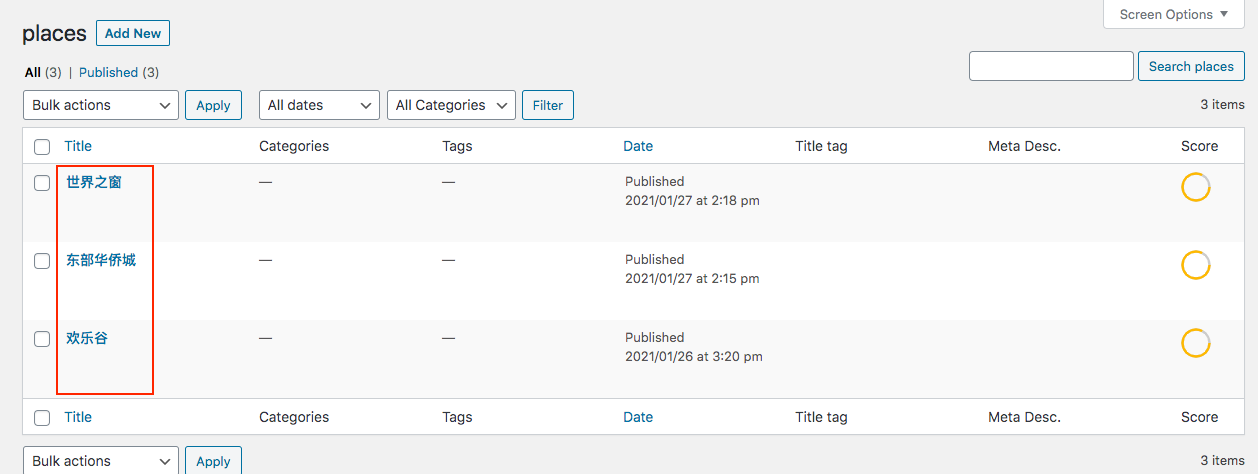 Screen Options
places Add New
All (3) | Published (3)
Search places
Bulk actions Apply All dates All Categories Filter 3 items
Title Categories Tags Date Title tag Meta Desc. Score
世界之窗 — — Published
2021/01/27 at 2:18 pm
东部华侨城 — — Published
2021/01/27 at 2:15 pm
欢乐谷 — — Published
2021/01/26 at 3:20 pm
Title Categories Tags Date Title tag Meta Desc. Score
Bulk actions Apply 3 items